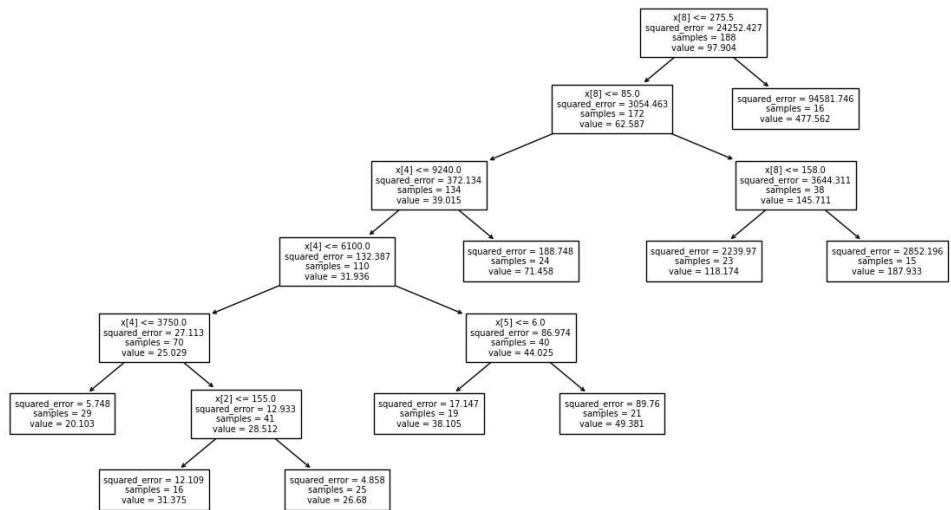 x[8] <= 275.5
squared_error = 24252.427
samples = 188
value = 97.904
x[8] <= 85.0
squared_error = 3054.463
samples = 172
value = 62.587
squared_error = 94581.746
samples = 16
value = 477.562
x[4] <= 9240.0
squared_error = 372.134
samples = 134
value = 39.015
x[8] <= 158.0
squared_error = 3644.311
samples = 38
value = 145.711
x[4] <= 6100.0
squared_error = 132.387
samples = 110
value = 31.936
squared_error = 188.748
samples = 24
value = 71.458
squared_error = 2239.97
samples = 23
value = 118.174
squared_error = 2852.196
samples = 15
value = 187.933
x[4] <= 3750.0
squared_error = 27.113
samples = 70
value = 25.029
x[5] <= 6.0
squared_error = 86.974
samples = 40
value = 44.025
squared_error = 5.748
samples = 29
value = 20.103
x[2] <= 155.0
squared_error = 12.933
samples = 41
value = 28.512
squared_error = 17.147
samples = 19
value = 38.105
squared_error = 89.76
samples = 21
value = 49.381
squared_error = 12.109
samples = 16
value = 31.375
squared_error = 4.858
samples = 25
value = 26.68